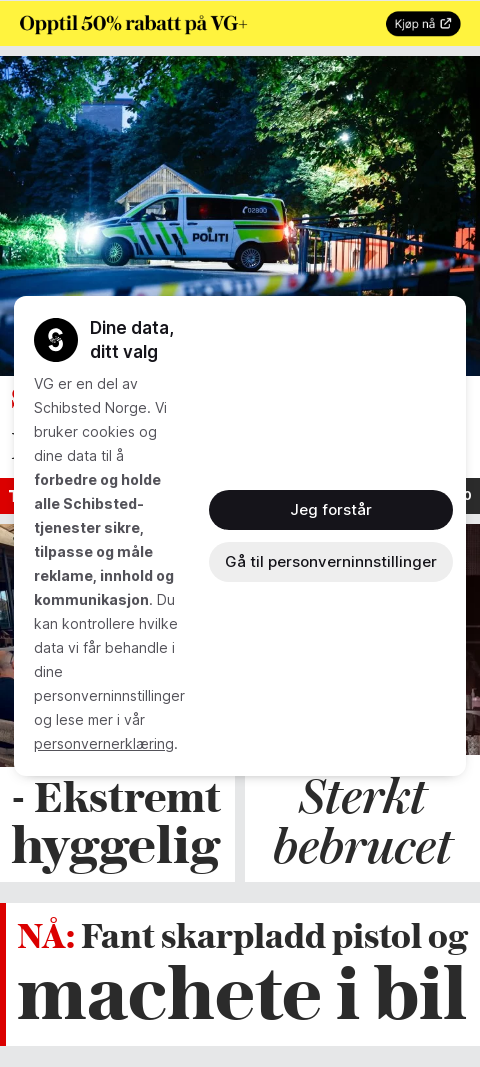 Opptil 50% rabatt på VG+
Kjøp nå
02800
POLITI
Dine data,
ditt valg
VG er en del av
Schibsted Norge. Vi
bruker cookies og
dine data til å
forbedre og holde
alle Schibsted-
tjenester sikre,
tilpasse og måle
reklame, innhold og
kommunikasjon. Du
kan kontrollere hvilke
data vi får behandle i
dine
personverninnstillinger
og lese mer i vår
personvernerklæring.
Jeg forstår
Gå til personverninnstillinger
- Ekstremt
hyggelig
Sterkt
bebrucet
NÅ: Fant skarpladd pistol og
machete i bil